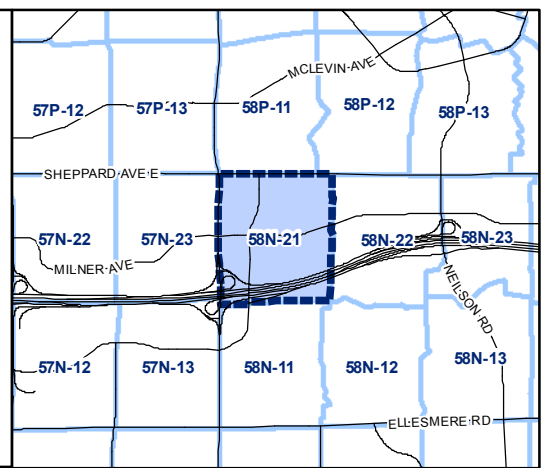 MCLEVIN AVE
57P-12
57P-13
58P-11
58P-12
58P-13
SHEPPARD AVE E
57N-22
57N-23
58N-21
58N-22
58N-23
MILNER AVE
NEILSON RD
57N-12
57N-13
58N-11
58N-12
58N-13
ELLESMERE RD